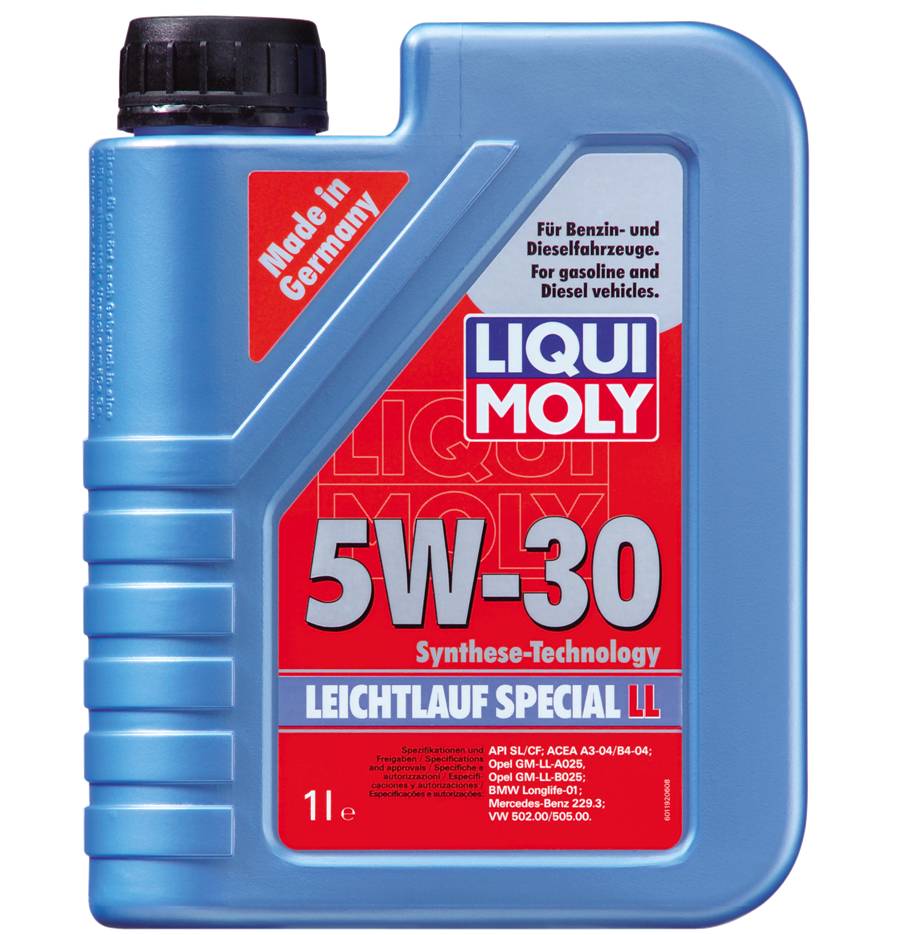 Made in
Germany
Für Benzin- und
Dieselfahrzeuge.
For gasoline and
Diesel vehicles.
LIQUI
MOLY
LIQUI
MOLY
5W-30
Synthese-Technology
LEICHTLAUF SPECIAL LL
Spezifikationen und
Freigaben / Specifications
and approvals / Specifiche e
autorizzazioni / Especifi-
caciones y autorizaciones /
Especificações e autorizações:
API SL/CF; ACEA A3-04/B4-04;
Opel GM-LL-A025,
Opel GM-LL-B025;
BMW Longlife-01;
Mercedes-Benz 229.3;
VW 502.00/505.00.
1l e